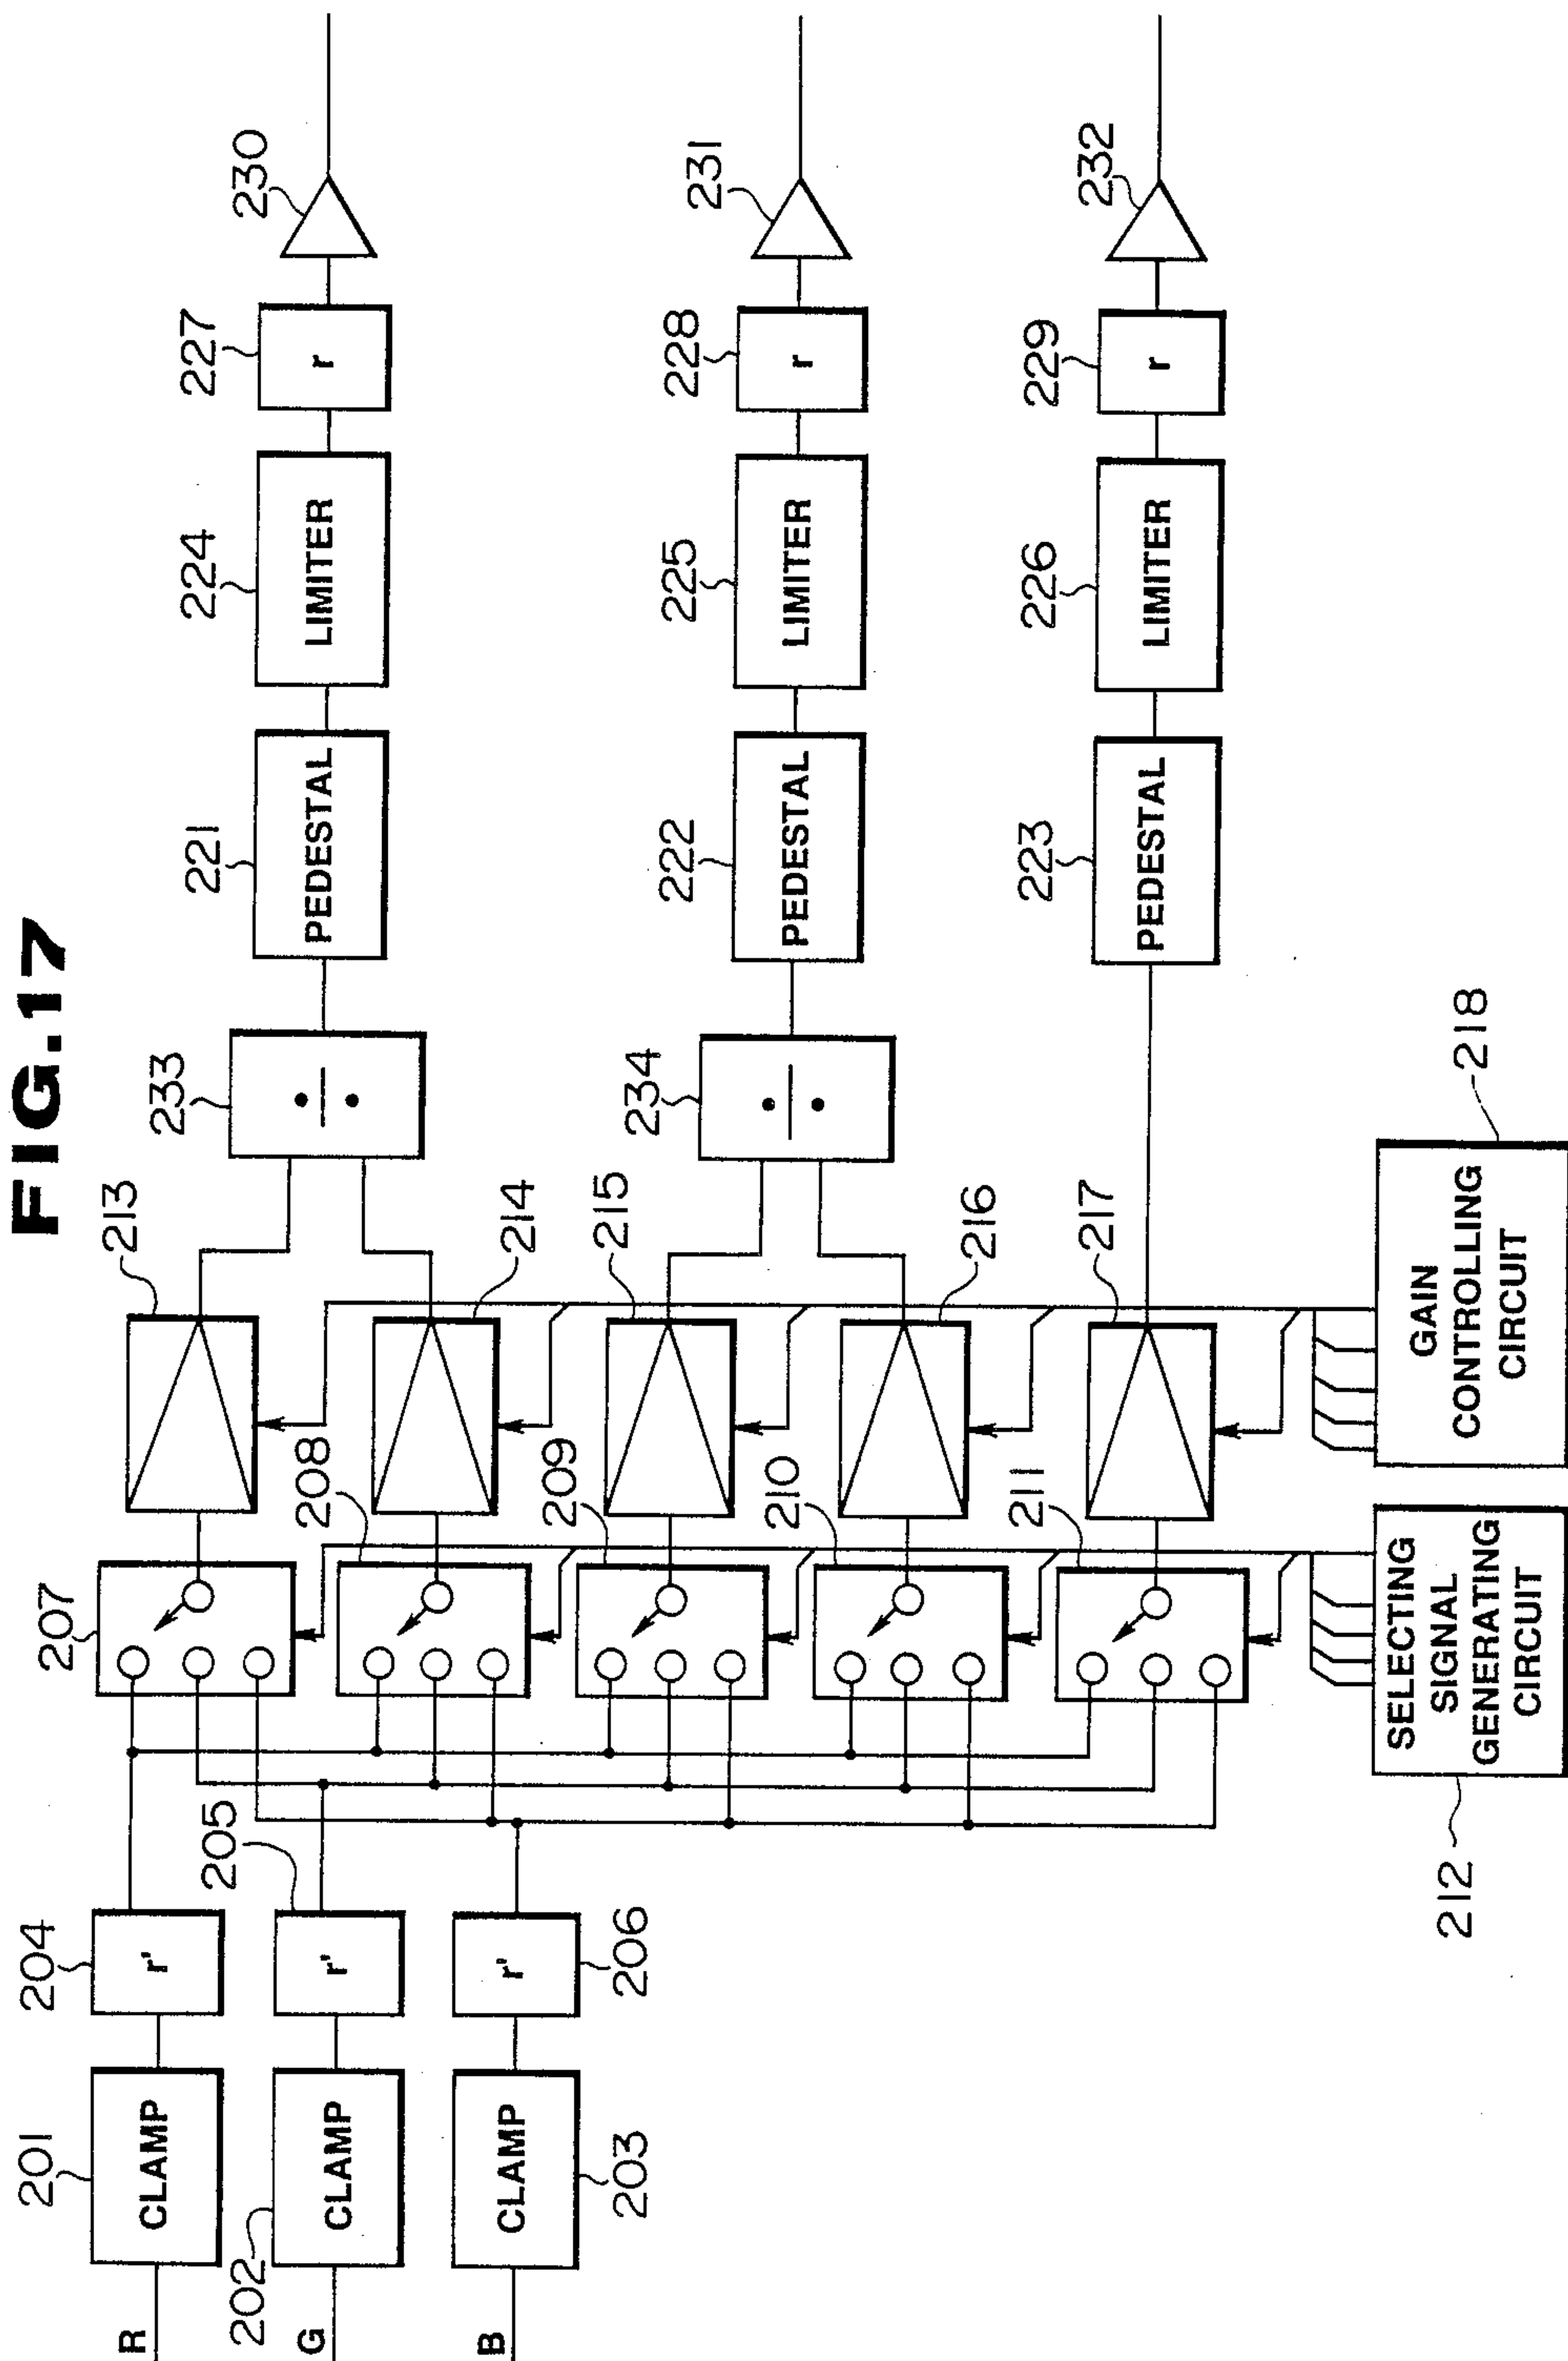 FIG.17
R
G
B
201
CLAMP
202
CLAMP
203
CLAMP
204
r'
205
r'
206
r'
207
208
209
210
211
212
SELECTING
SIGNAL
GENERATING
CIRCUIT
213
214
215
216
217
218
GAIN
CONTROLLING
CIRCUIT
233
÷
234
÷
221
PEDESTAL
222
PEDESTAL
223
PEDESTAL
224
LIMITER
225
LIMITER
226
LIMITER
227
r
228
r
229
r
230
231
232